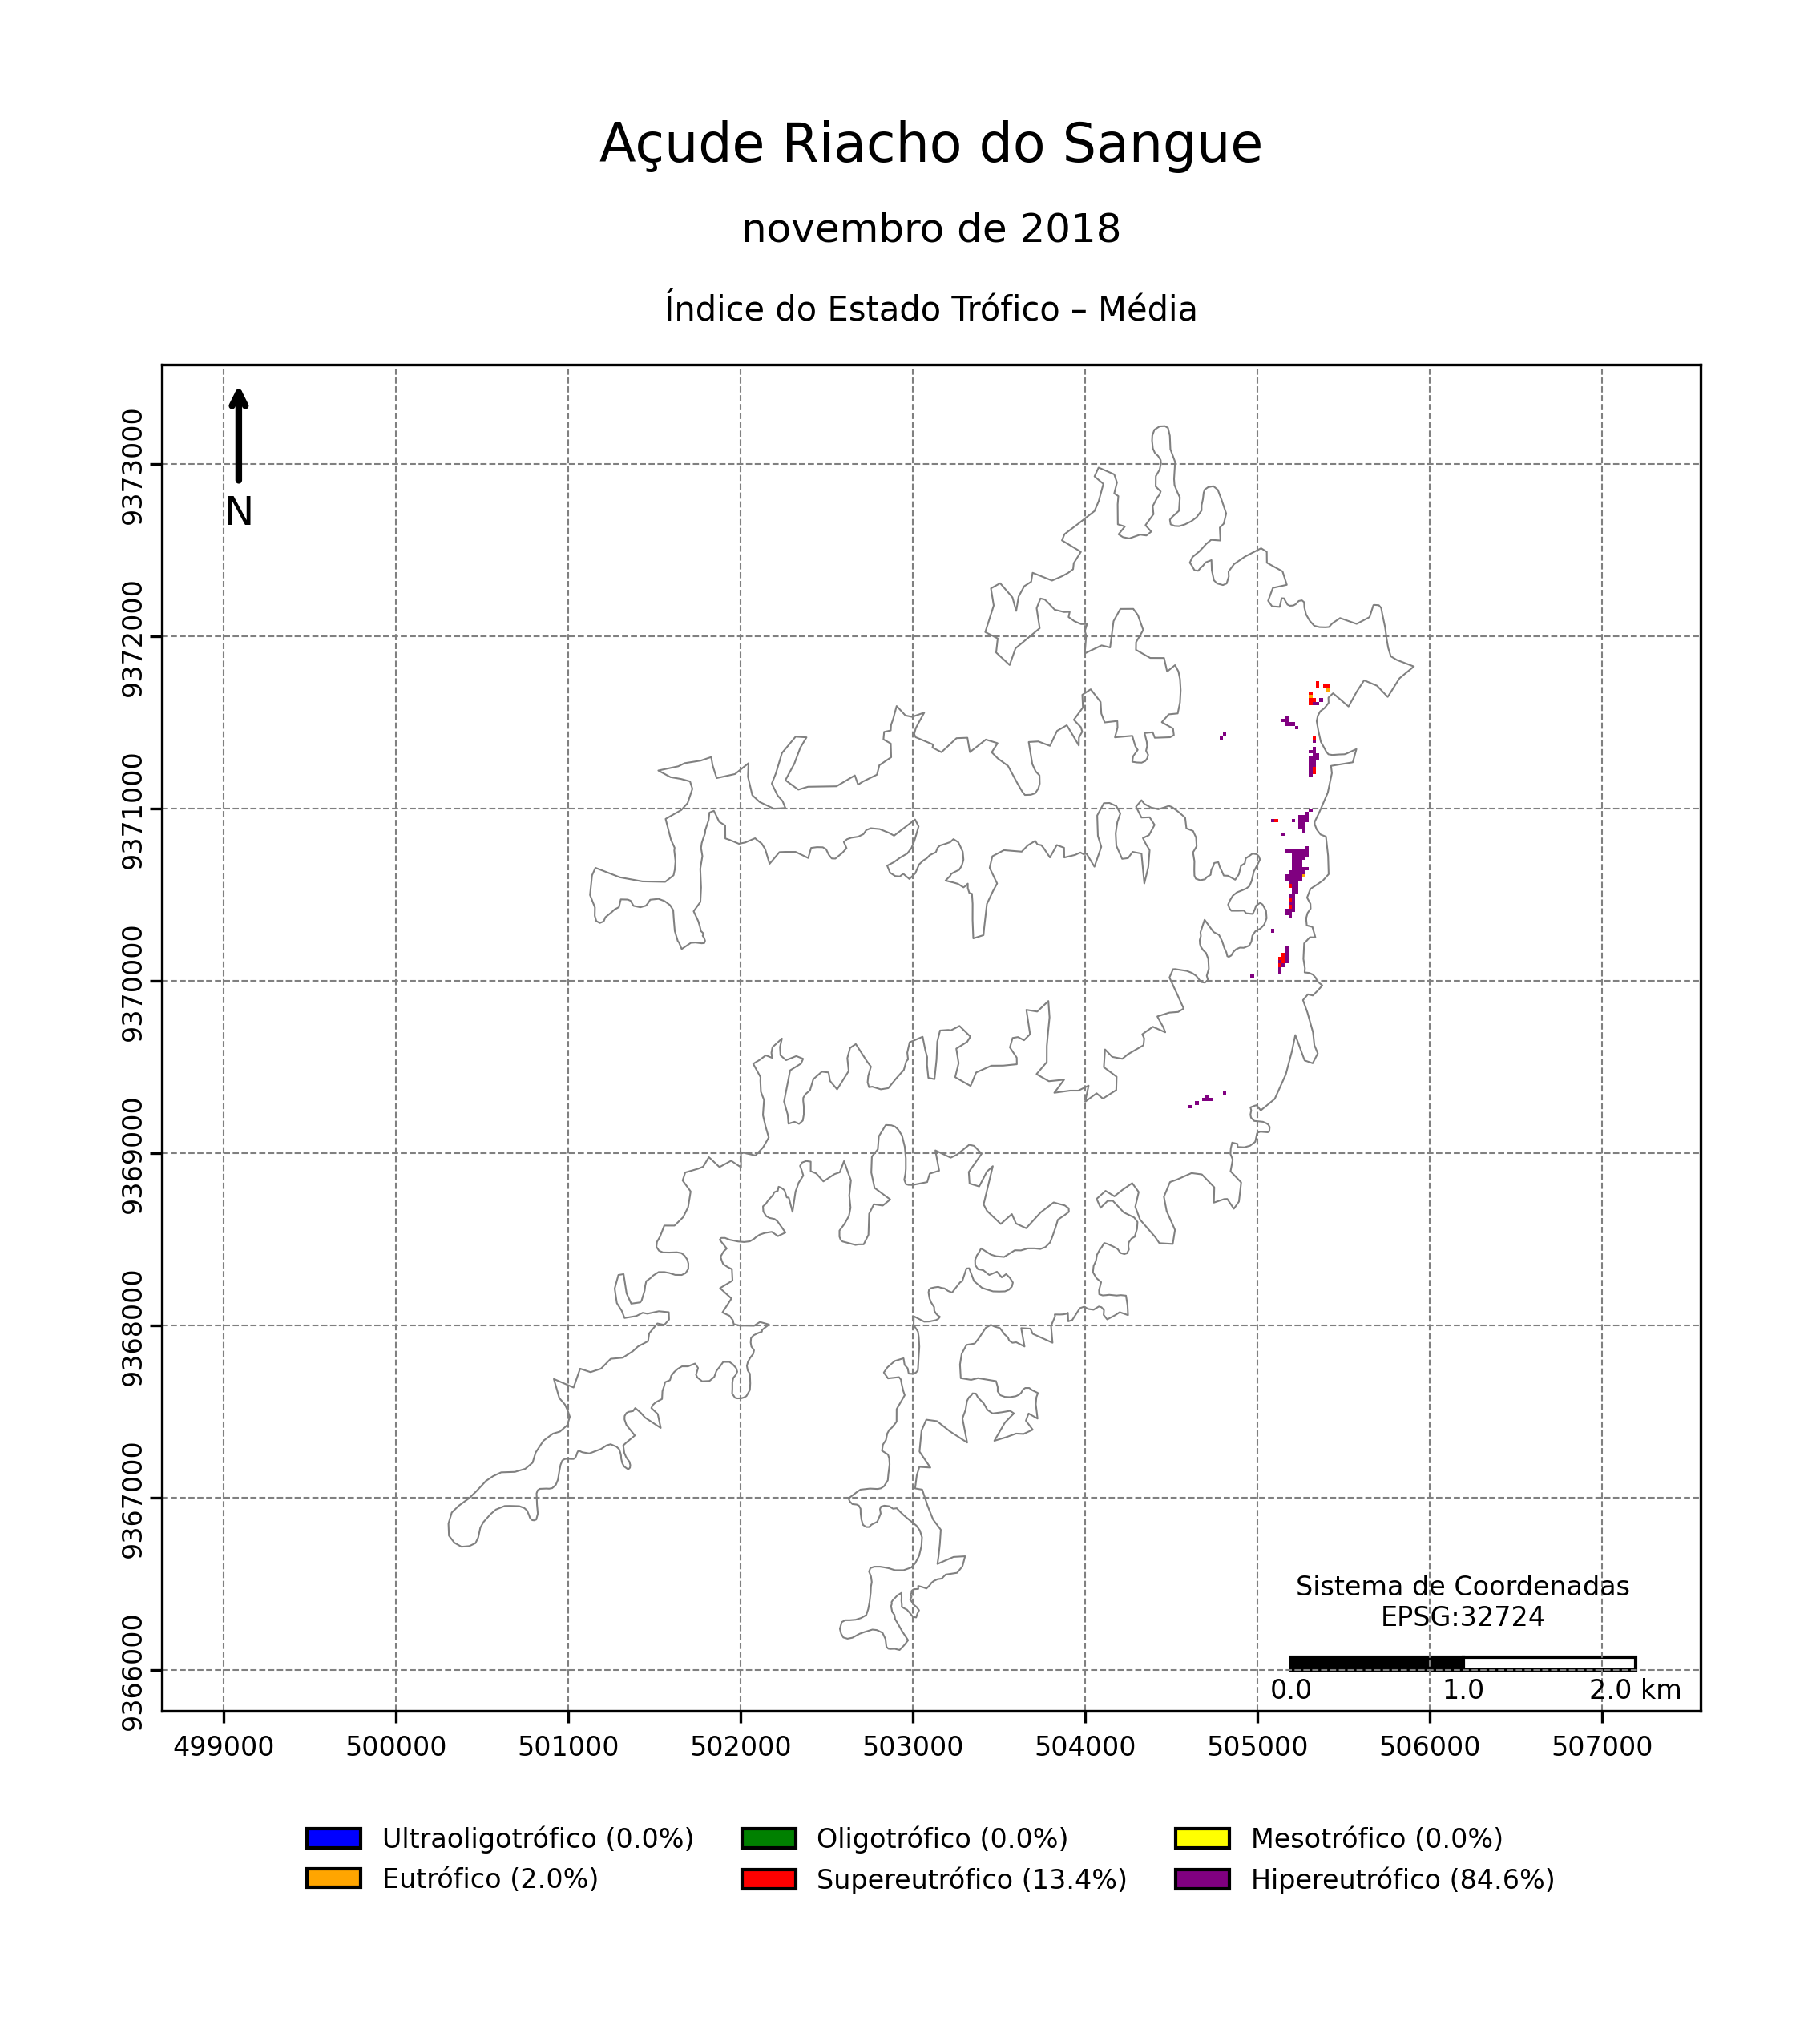 Açude Riacho do Sangue
novembro de 2018
Índice do Estado Trófico – Média
N
9373000
9372000
9371000
9370000
9369000
9368000
9367000
9366000
Sistema de Coordenadas
EPSG:32724
0.0 1.0 2.0 km
499000 500000 501000 502000 503000 504000 505000 506000 507000
Ultraoligotrófico (0.0%) Oligotrófico (0.0%) Mesotrófico (0.0%)
Eutrófico (2.0%) Supereutrófico (13.4%) Hipereutrófico (84.6%)